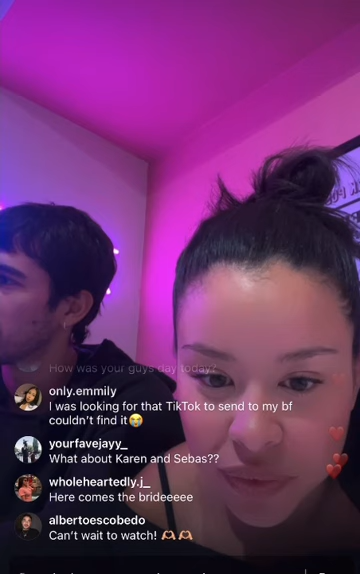 How was your guys day today?
only.emmily
I was looking for that TikTok to send to my bf
couldn't find it😭
yourfavejayy_
What about Karen and Sebas??
wholeheartedly.j_
Here comes the brideeeee
albertoescobedo
Can't wait to watch! 🫶🏼🫶🏼